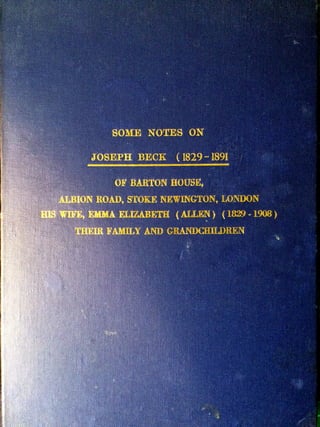 SOME NOTES ON
JOSEPH BECK (1829-1891
OF BARTON HOUSE,
ALBION ROAD, STOKE NEWINGTON, LONDON
HIS WIFE, EMMA ELIZABETH (ALLEN) (1829-1908)
THEIR FAMILY AND GRANDCHILDREN